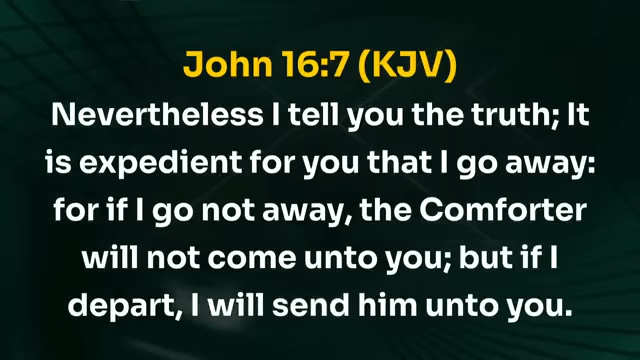 John 16:7 (KJV)
Nevertheless I tell you the truth; It
is expedient for you that I go away:
for if I go not away, the Comforter
will not come unto you; but if I
depart, I will send him unto you.